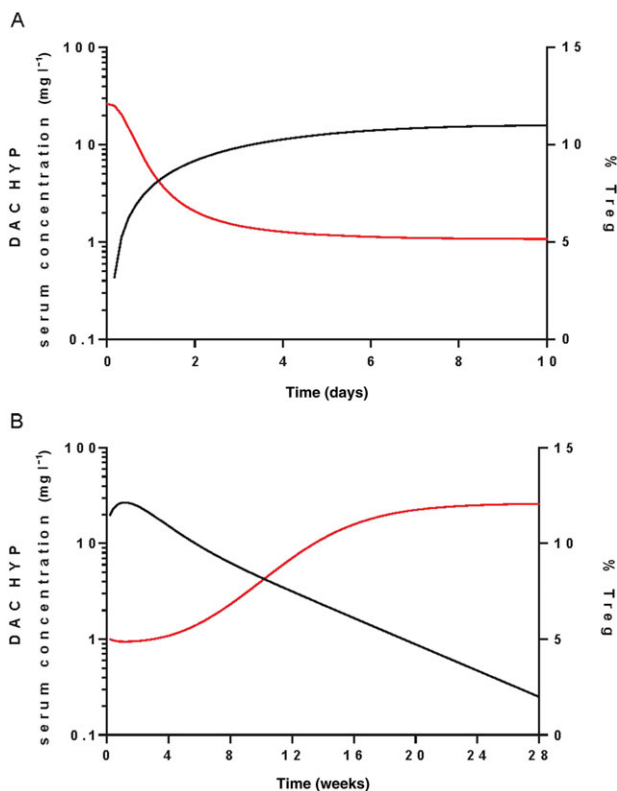 A
DAC HYP
serum concentration (mg l⁻¹)
100
10
1
0.1
15
10
5
0
% Treg
0 2 4 6 8 10
Time (days)
B
DAC HYP
serum concentration (mg l⁻¹)
100
10
1
0.1
15
10
5
0
% Treg
0 4 8 12 16 20 24 28
Time (weeks)